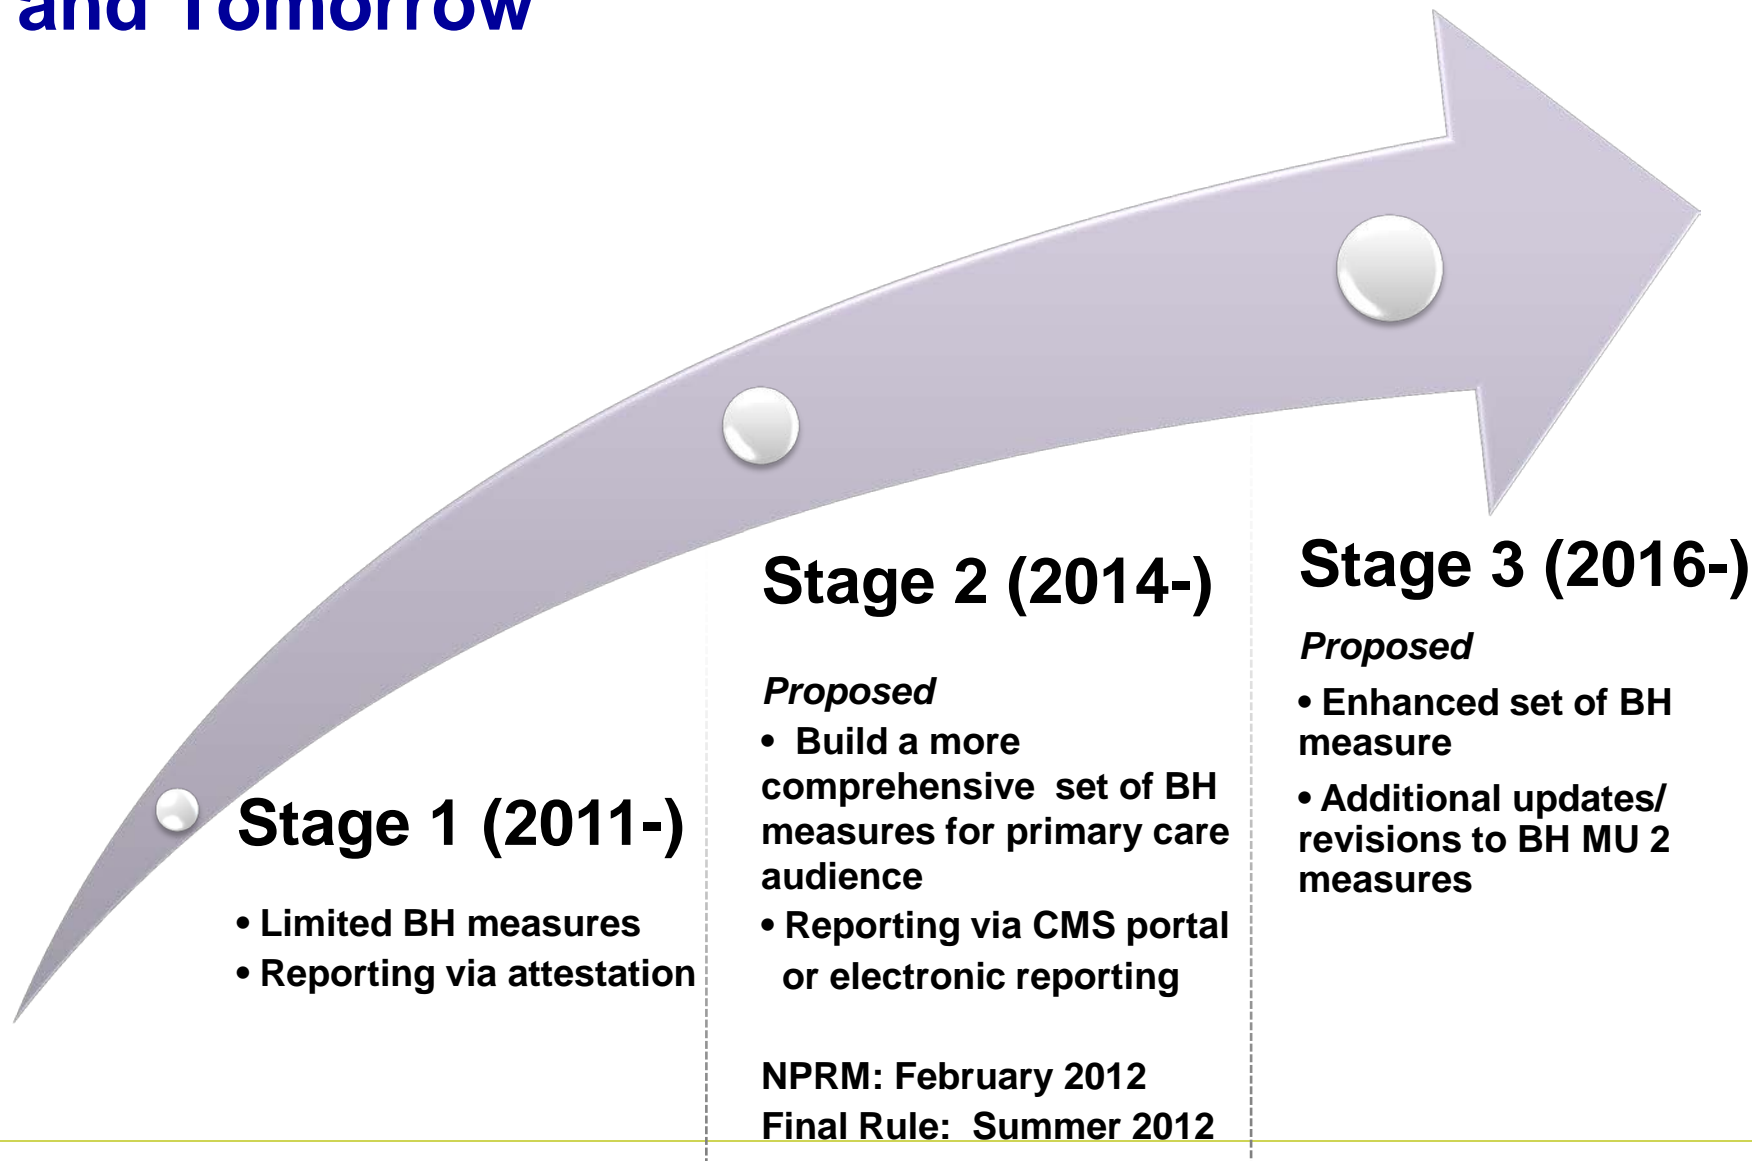 and Tomorrow
Stage 1 (2011-)
• Limited BH measures
• Reporting via attestation
Stage 2 (2014-)
Proposed
• Build a more
comprehensive set of BH
measures for primary care
audience
• Reporting via CMS portal
or electronic reporting
NPRM: February 2012
Final Rule: Summer 2012
Stage 3 (2016-)
Proposed
• Enhanced set of BH
measure
• Additional updates/
revisions to BH MU 2
measures